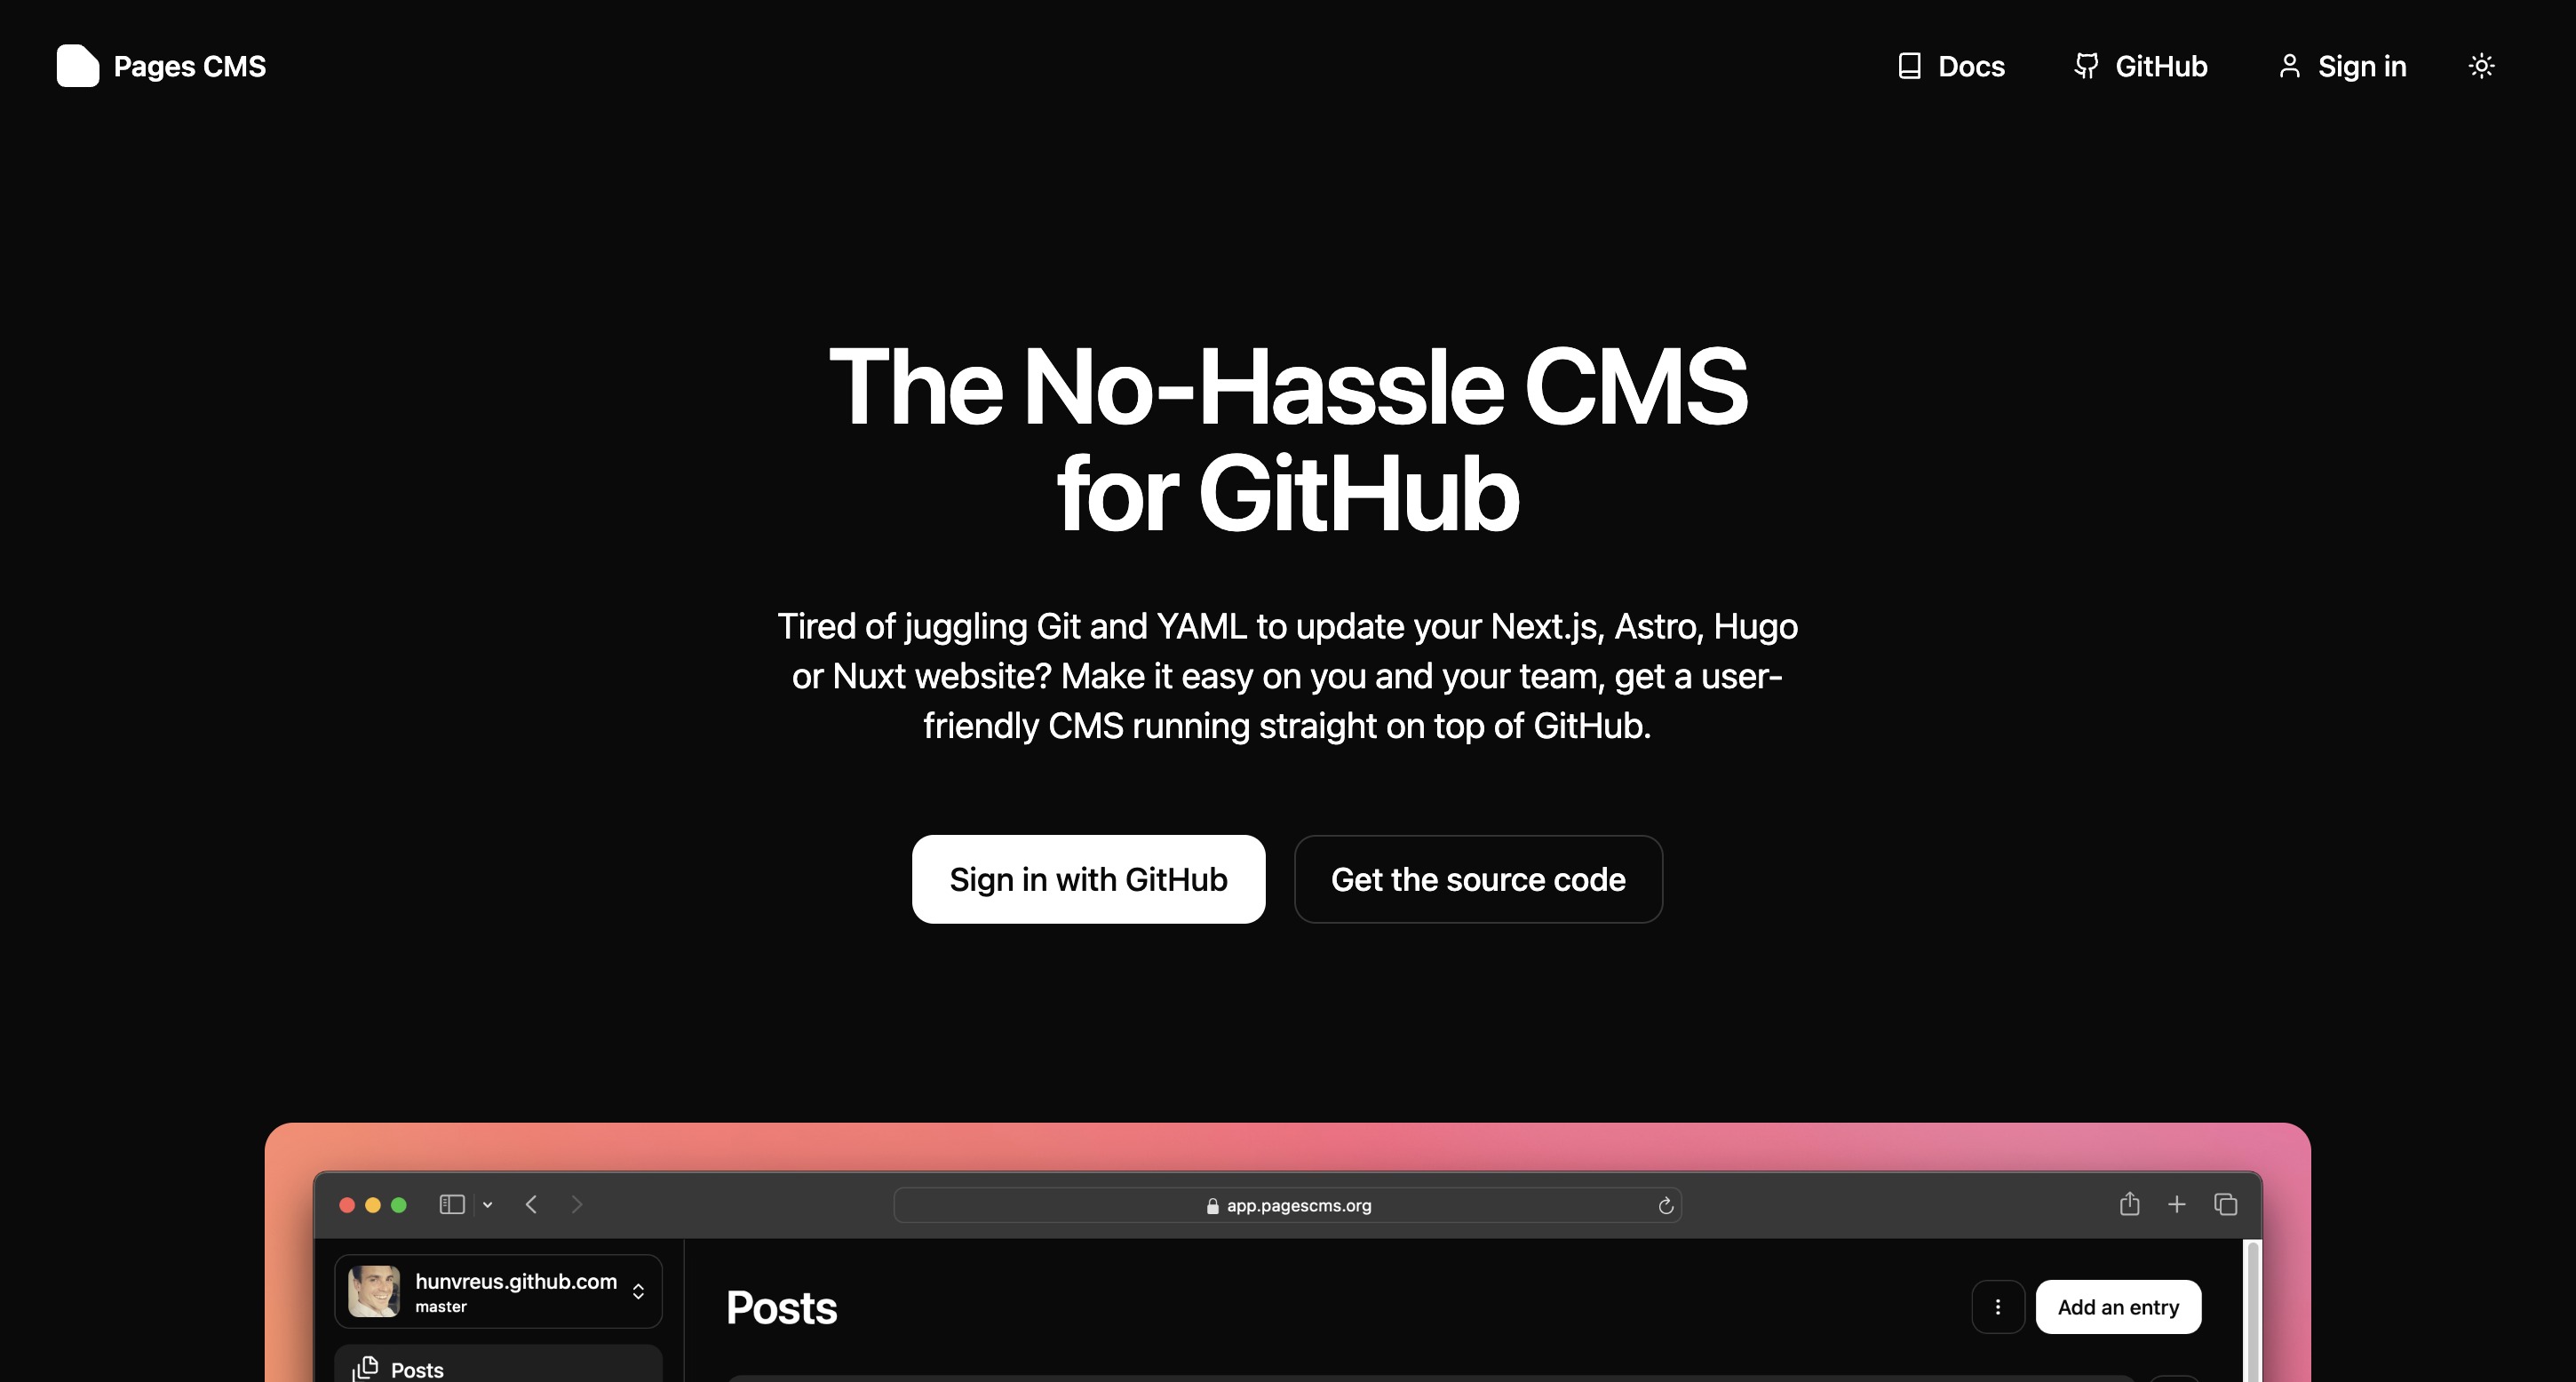 Pages CMS
Docs
GitHub
Sign in
The No-Hassle CMS
for GitHub
Tired of juggling Git and YAML to update your Next.js, Astro, Hugo
or Nuxt website? Make it easy on you and your team, get a user-
friendly CMS running straight on top of GitHub.
Sign in with GitHub
Get the source code
app.pagescms.org
hunvreus.github.com
master
Posts
Add an entry
Posts